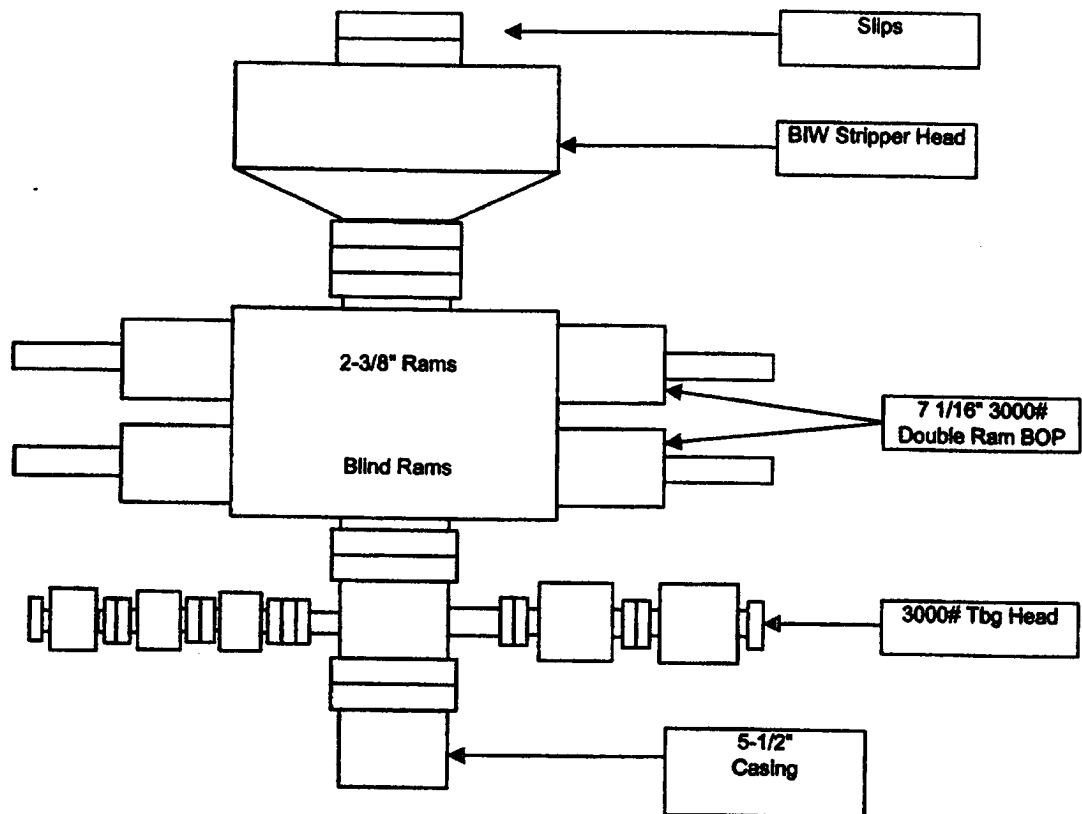 Slips
BIW Stripper Head
2-3/8" Rams
7 1/16" 3000#
Double Ram BOP
Blind Rams
3000# Tbg Head
5-1/2"
Casing